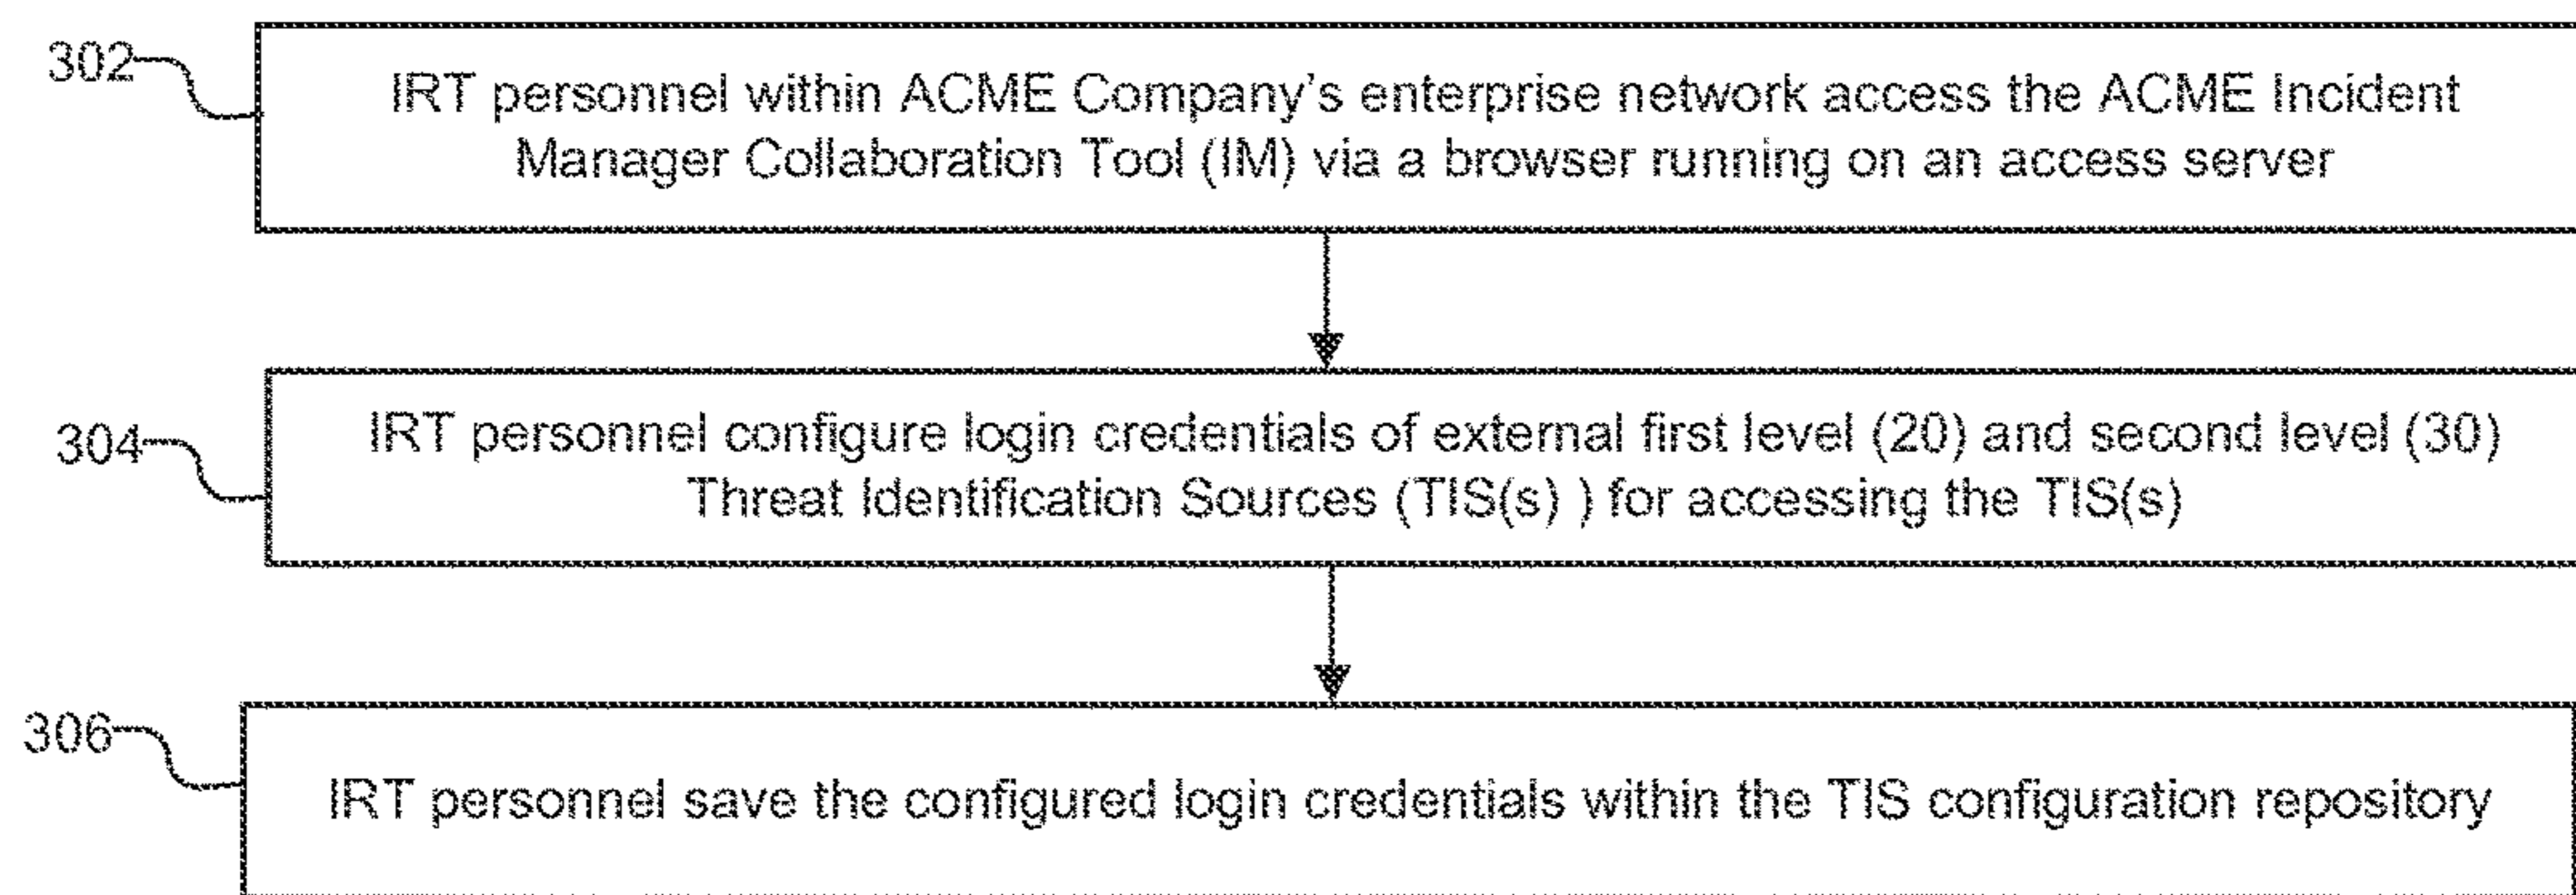 302
IRT personnel within ACME Company's enterprise network access the ACME Incident
Manager Collaboration Tool (IM) via a browser running on an access server
304
IRT personnel configure login credentials of external first level (20) and second level (30)
Threat Identification Sources (TIS(s) ) for accessing the TIS(s)
306
IRT personnel save the configured login credentials within the TIS configuration repository